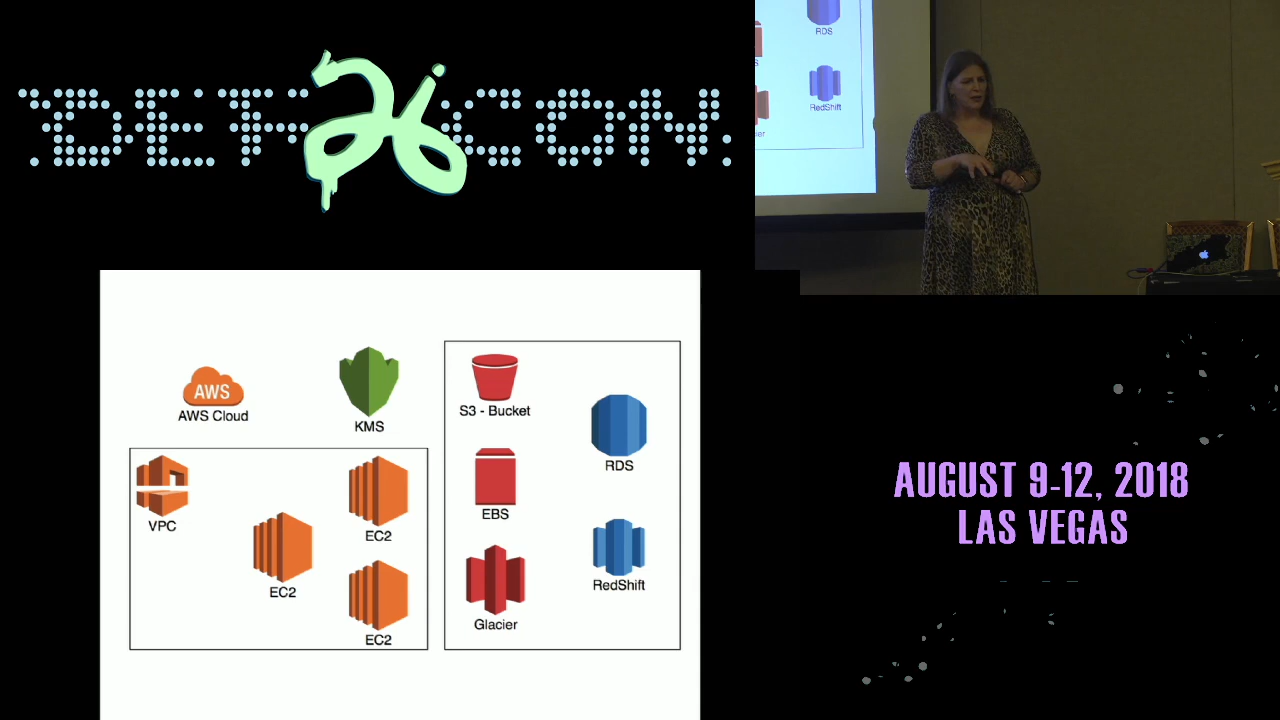 DEF CON 26
RDS
RedShift
AWS
AWS Cloud
KMS
S3 - Bucket
RDS
VPC
EC2
EC2
EC2
EBS
RedShift
Glacier
AUGUST 9-12, 2018
LAS VEGAS